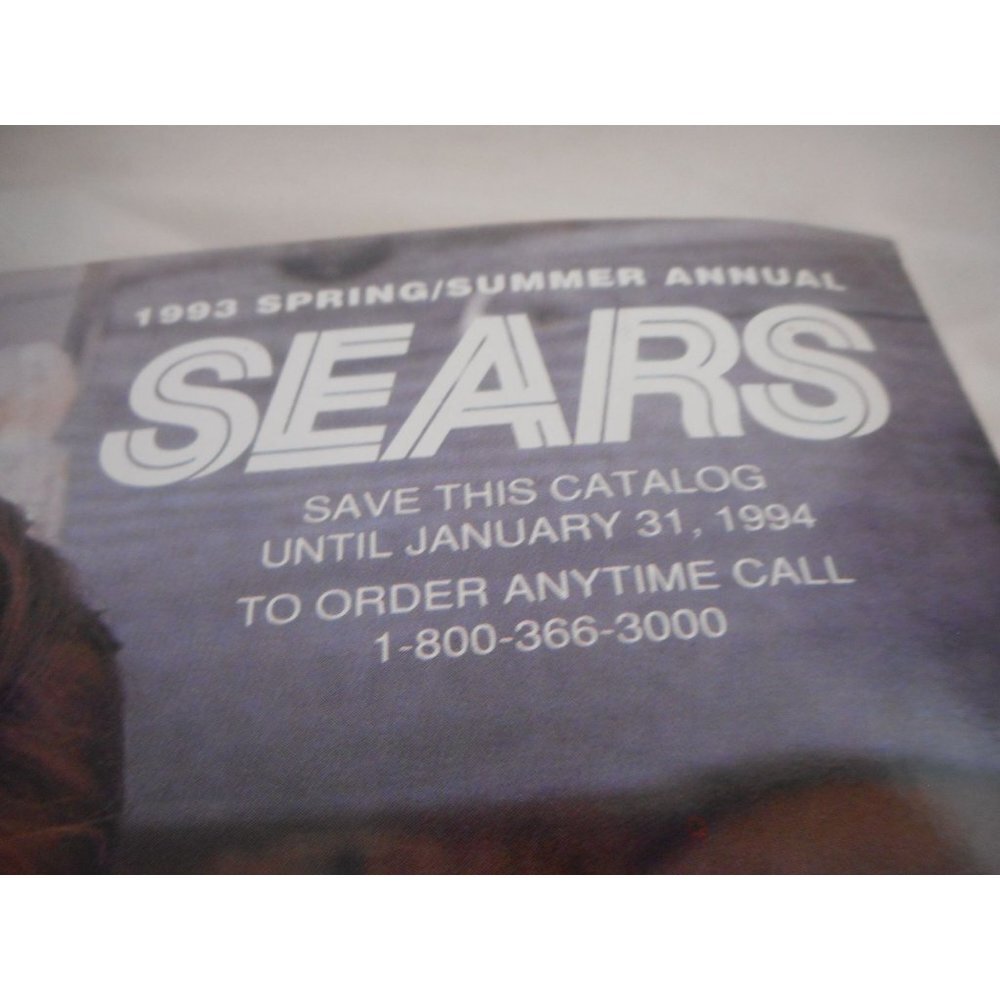 1993 SPRING/SUMMER ANNUAL
SEARS
SAVE THIS CATALOG
UNTIL JANUARY 31, 1994
TO ORDER ANYTIME CALL
1-800-366-3000